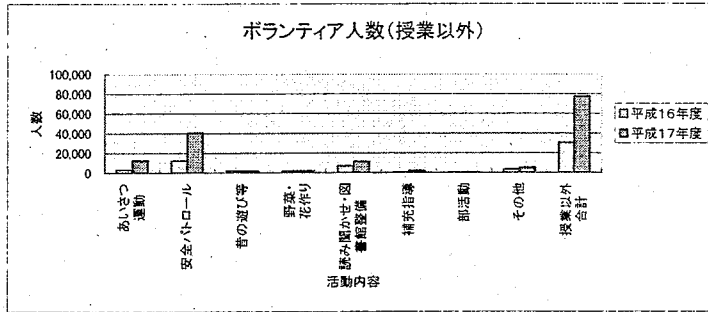 ボランティア人数(授業以外)
100,000
80,000
60,000
40,000
20,000
0
人数
あいさつ
運動
安全パトロール
昔の遊び等
野菜・
花作り
読み聞かせ・図
書館整備
補充指導
部活動
その他
授業以外
合計
活動内容
平成16年度
平成17年度